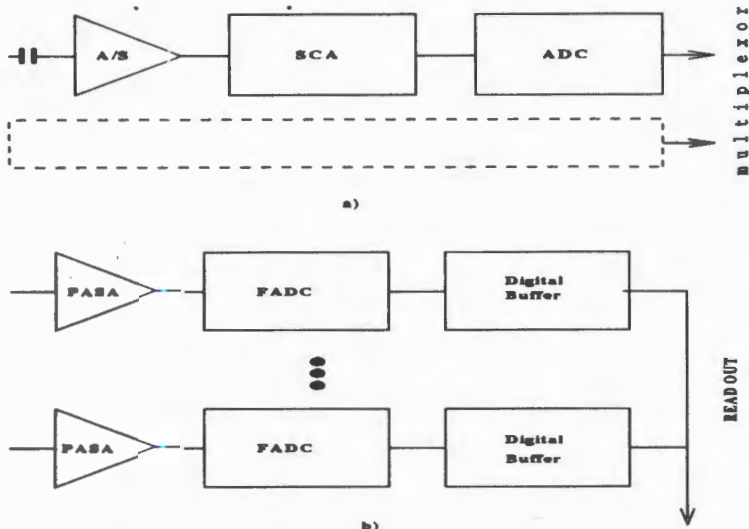 A/S
SCA
ADC
multiplexor
a)
PASA
FADC
Digital
Buffer
READOUT
PASA
FADC
Digital
Buffer
b)